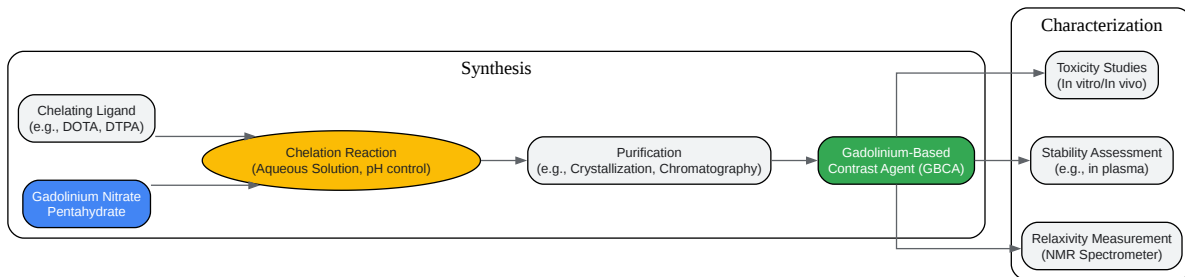 Synthesis
Chelating Ligand
(e.g., DOTA, DTPA)
Gadolinium Nitrate
Pentahydrate
Chelation Reaction
(Aqueous Solution, pH control)
Purification
(e.g., Crystallization, Chromatography)
Gadolinium-Based
Contrast Agent (GBCA)
Characterization
Toxicity Studies
(In vitro/In vivo)
Stability Assessment
(e.g., in plasma)
Relaxivity Measurement
(NMR Spectrometer)